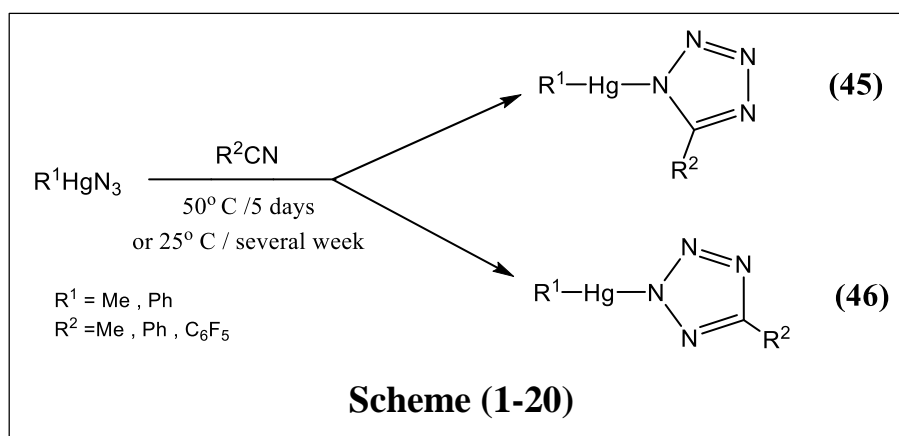 R¹HgN₃
R²CN
50° C /5 days
or 25° C / several week
R¹ = Me , Ph
R² =Me , Ph , C₆F₅
R¹—Hg—N
N
N
N
R²
(45)
R¹—Hg—N
N
N
N
R²
(46)
Scheme (1-20)